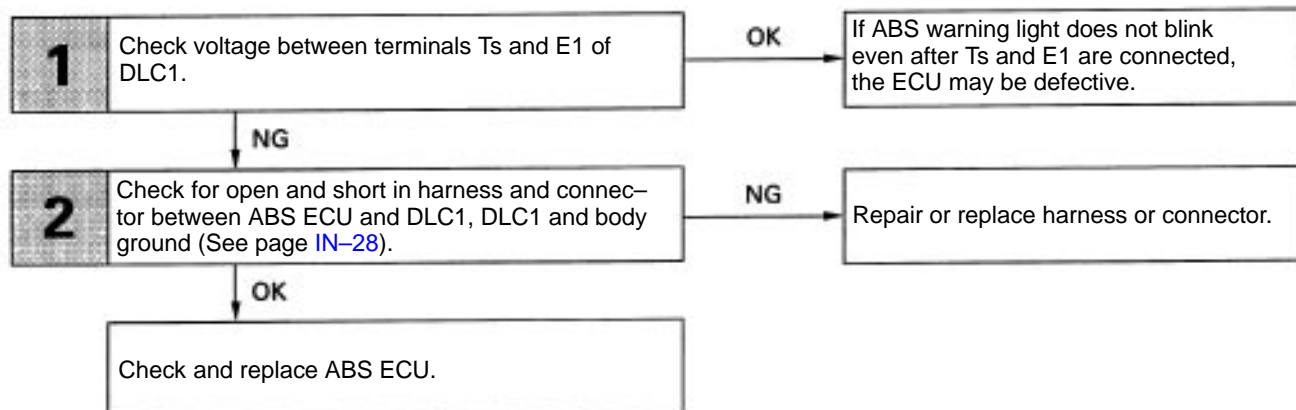 1
Check voltage between terminals Ts and E1 of
DLC1.
OK
If ABS warning light does not blink
even after Ts and E1 are connected,
the ECU may be defective.
NG
2
Check for open and short in harness and connec–
tor between ABS ECU and DLC1, DLC1 and body
ground (See page IN–28).
NG
Repair or replace harness or connector.
OK
Check and replace ABS ECU.